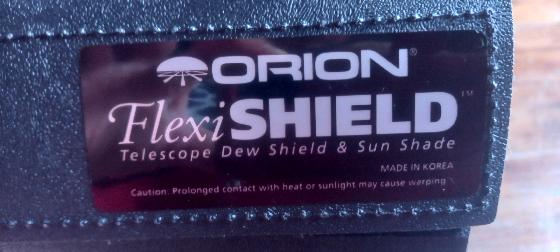 ORION®
FlexiSHIELD™
Telescope Dew Shield & Sun Shade
MADE IN KOREA
Caution: Prolonged contact with heat or sunlight may cause warping